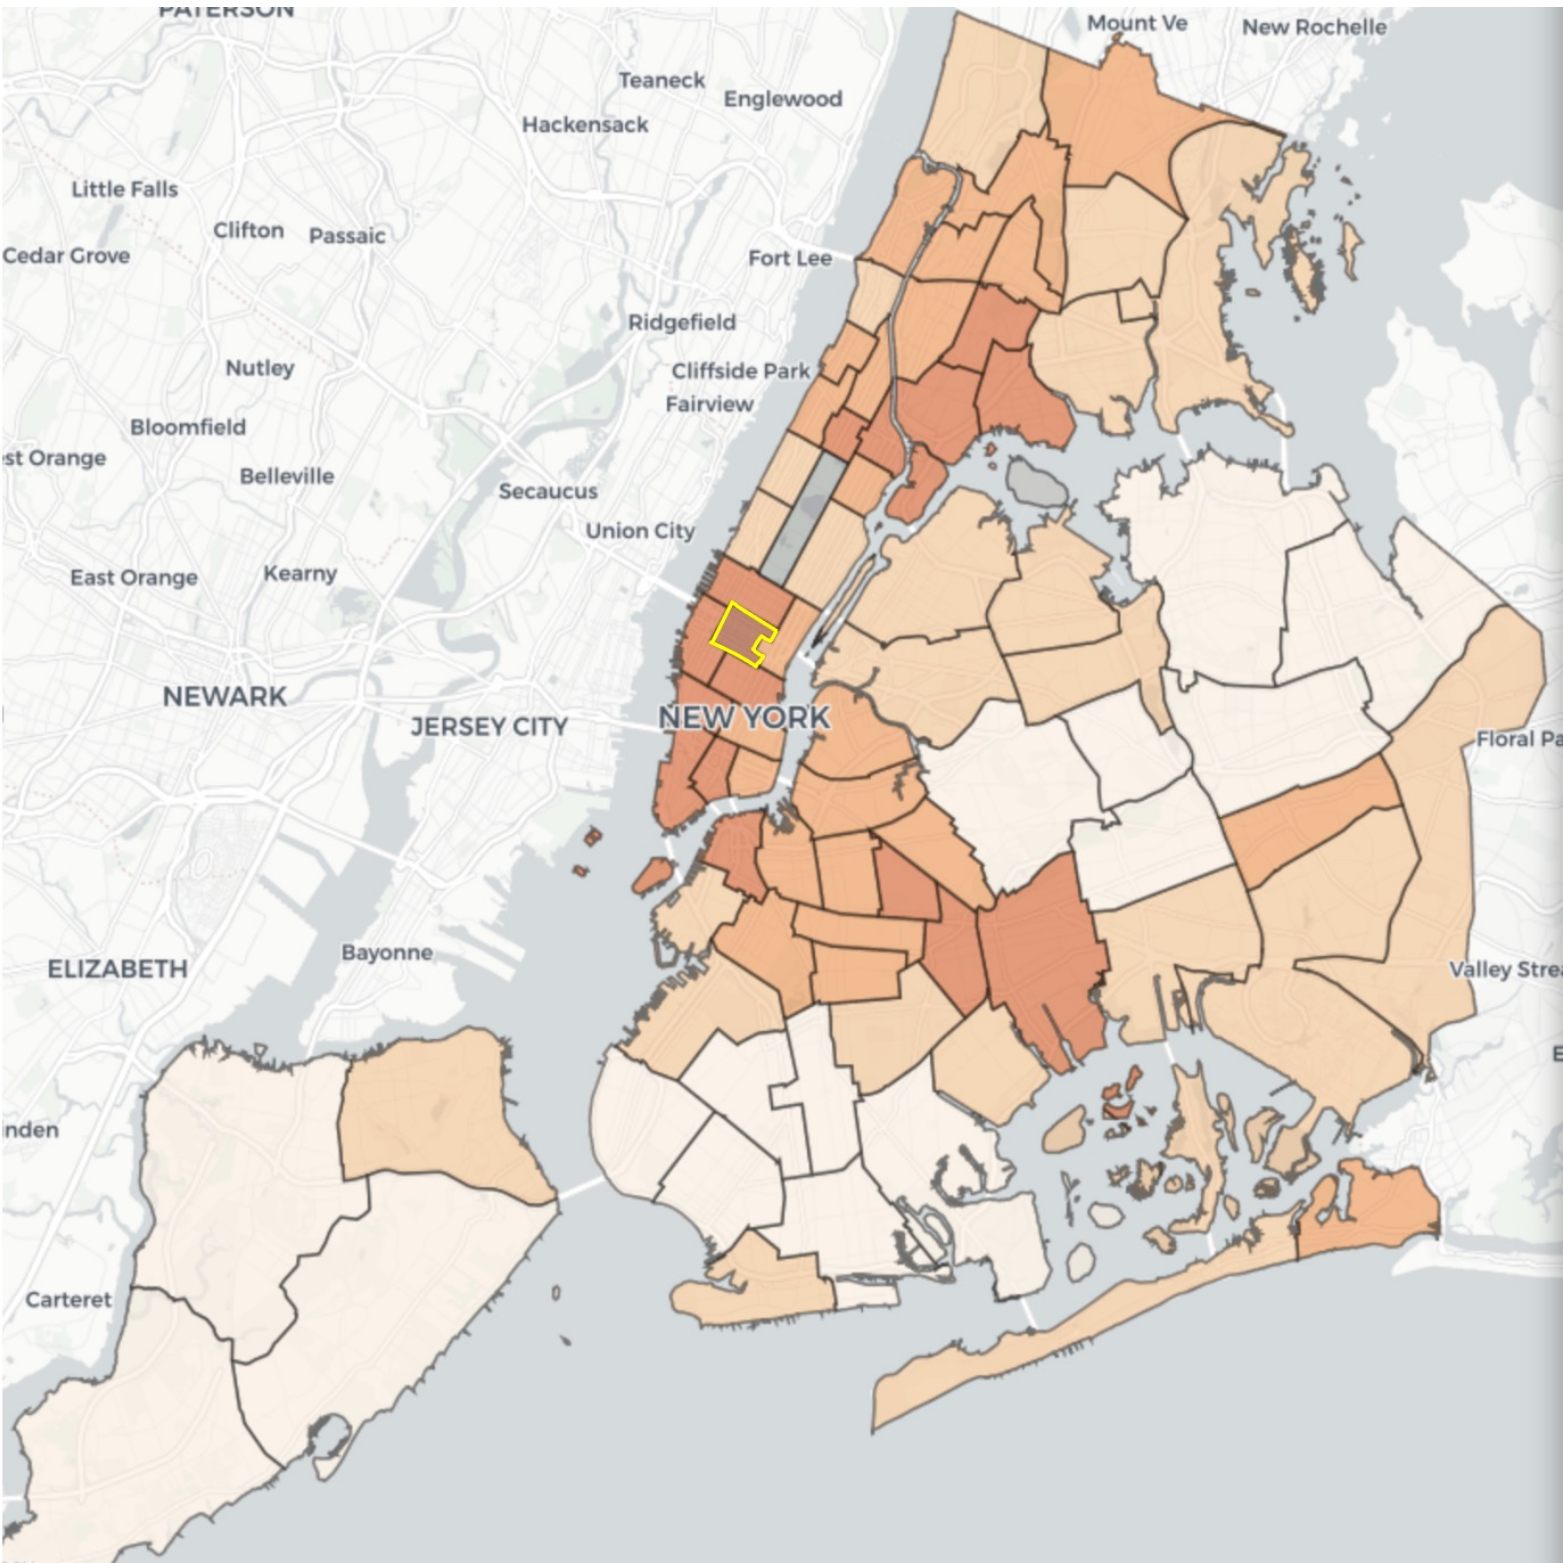 PATERSON
Mount Ve
New Rochelle
Teaneck
Englewood
Hackensack
Little Falls
Clifton
Passaic
Cedar Grove
Fort Lee
Ridgefield
Nutley
Cliffside Park
Fairview
Bloomfield
st Orange
Belleville
Secaucus
Union City
East Orange
Kearny
NEWARK
JERSEY CITY
NEW YORK
Floral Pa
Bayonne
ELIZABETH
Valley Strea
E
nden
Carteret